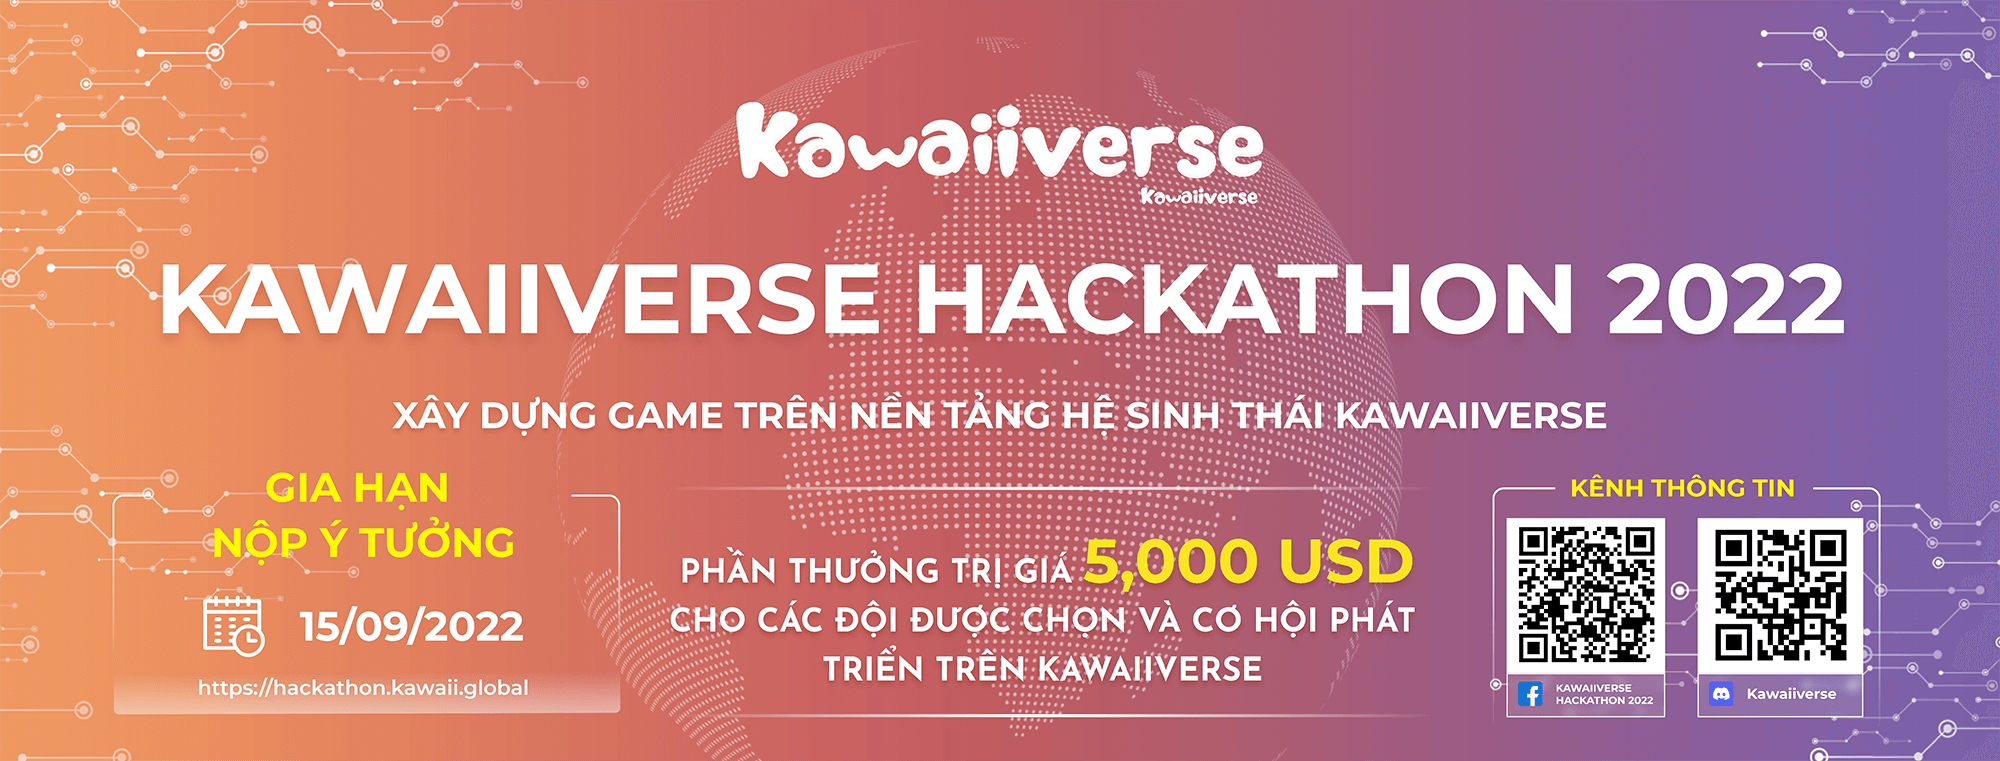 Kawaiiverse
Kawaiiverse
KAWAIIVERSE HACKATHON 2022
XÂY DỰNG GAME TRÊN NỀN TẢNG HỆ SINH THÁI KAWAIIVERSE
GIA HẠN
NỘP Ý TƯỞNG
15/09/2022
https://hackathon.kawaii.global
PHẦN THƯỞNG TRỊ GIÁ 5,000 USD
CHO CÁC ĐỘI ĐƯỢC CHỌN VÀ CƠ HỘI PHÁT
TRIỂN TRÊN KAWAIIVERSE
KÊNH THÔNG TIN
KAWAIIVERSE
HACKATHON 2022
Kawaiiverse